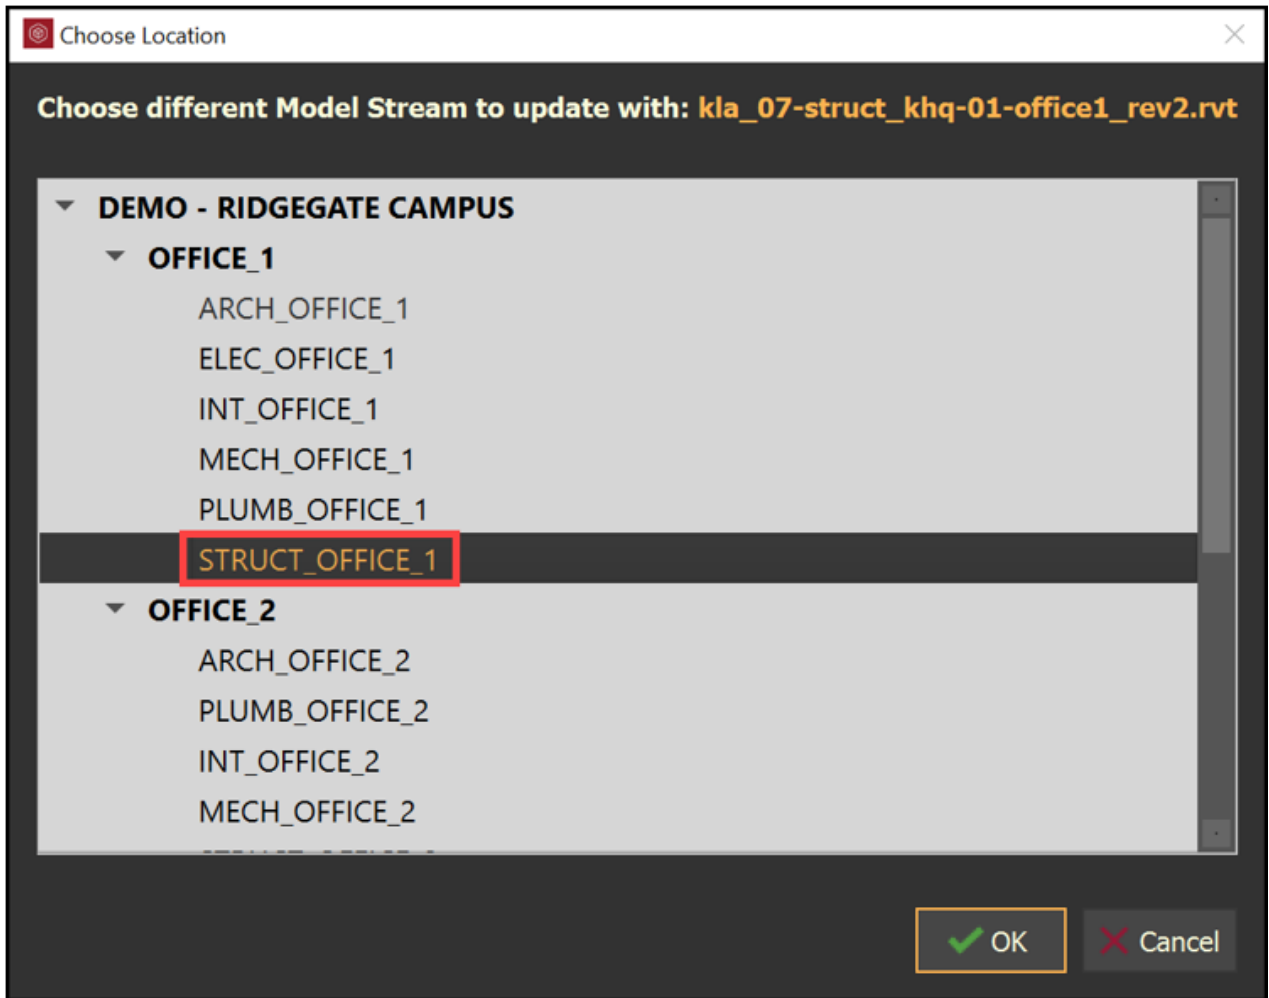 Choose Location
Choose different Model Stream to update with: kla_07-struct_khq-01-office1_rev2.rvt
DEMO - RIDGEGATE CAMPUS
OFFICE_1
ARCH_OFFICE_1
ELEC_OFFICE_1
INT_OFFICE_1
MECH_OFFICE_1
PLUMB_OFFICE_1
STRUCT_OFFICE_1
OFFICE_2
ARCH_OFFICE_2
PLUMB_OFFICE_2
INT_OFFICE_2
MECH_OFFICE_2
OK Cancel